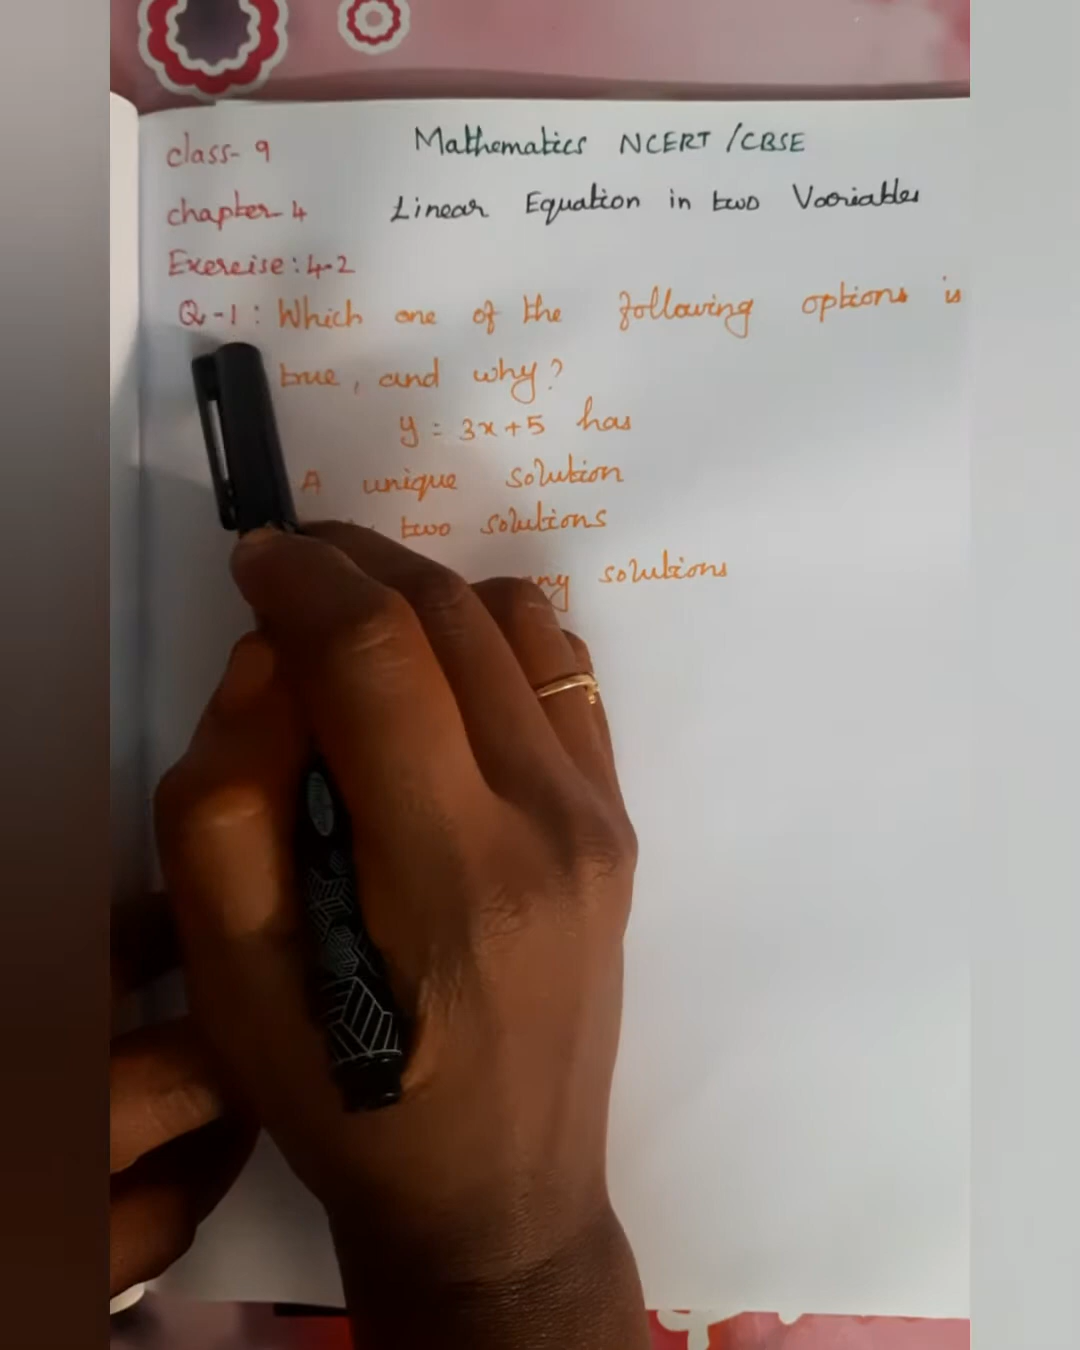 class-9 Mathematics NCERT/CBSE
chapter-4 Linear Equation in two Variables
Exercise: 4.2
Q-1: Which one of the following options is
true, and why?
y = 3x+5 has
A unique solution
two solutions
solutions